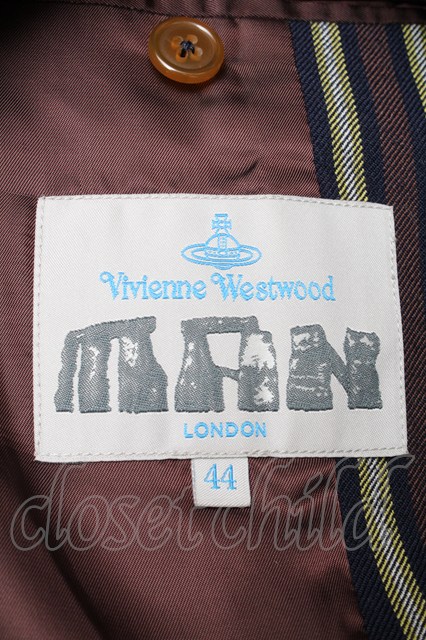 Vivienne Westwood
MAN
LONDON
44
closet child